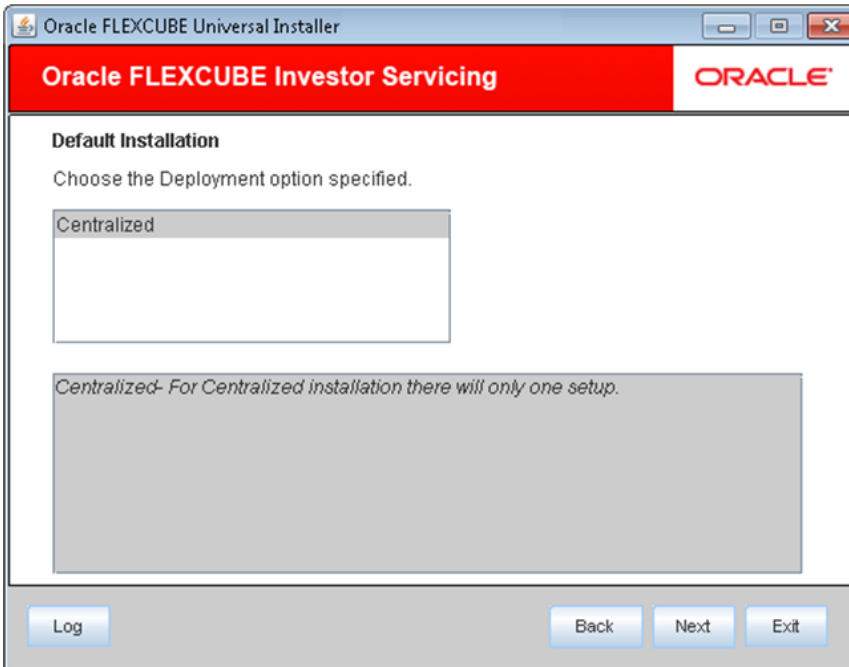 Oracle FLEXCUBE Universal Installer
Oracle FLEXCUBE Investor Servicing
ORACLE
Default Installation
Choose the Deployment option specified.
Centralized
Centralized- For Centralized installation there will only one setup.
Log
Back
Next
Exit